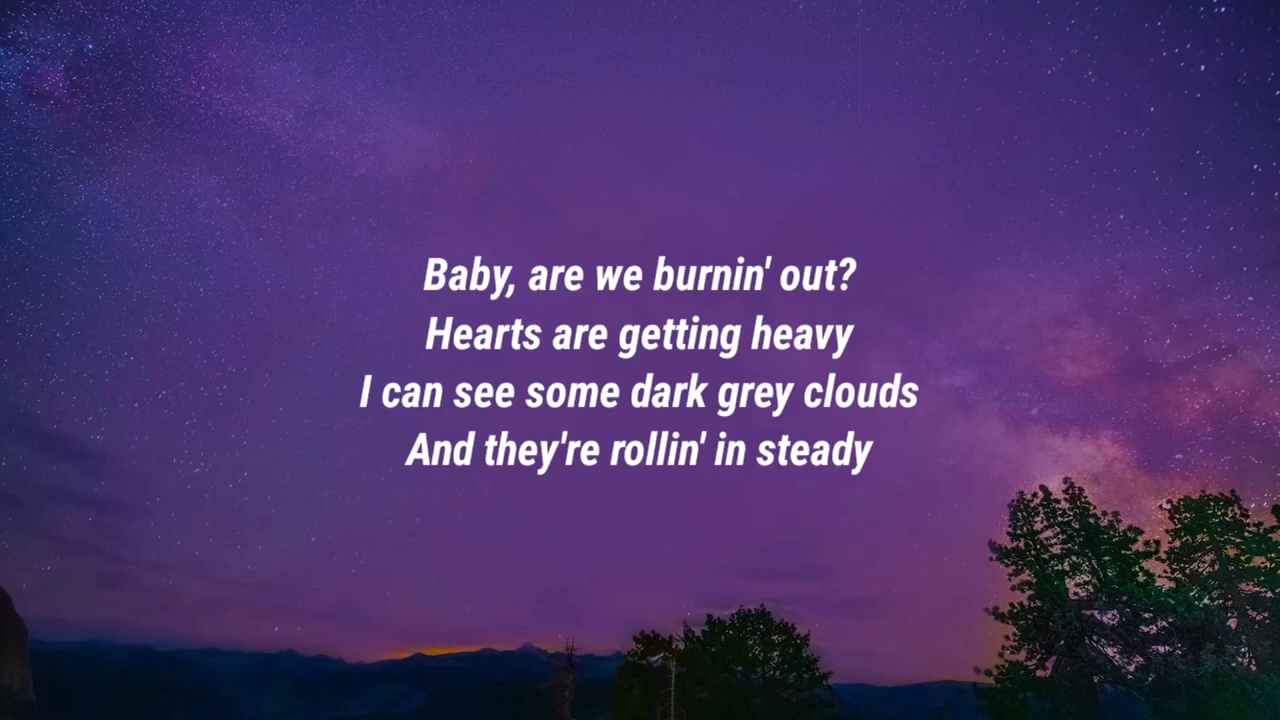 Baby, are we burnin' out?
Hearts are getting heavy
I can see some dark grey clouds
And they're rollin' in steady